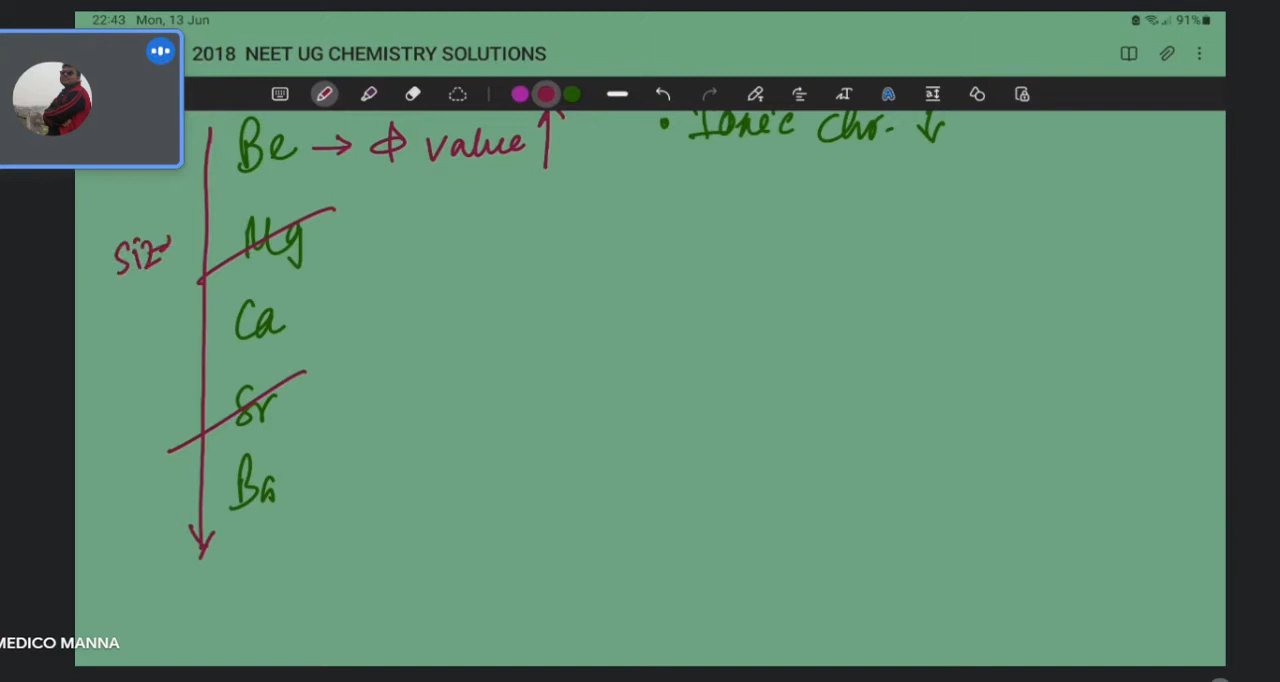 22:43 Mon, 13 Jun
91%
2018 NEET UG CHEMISTRY SOLUTIONS
Be → ϕ value ↑
• Ionic Chr. ↓
Mg
Siz
Ca
Sr
Ba
MEDICO MANNA